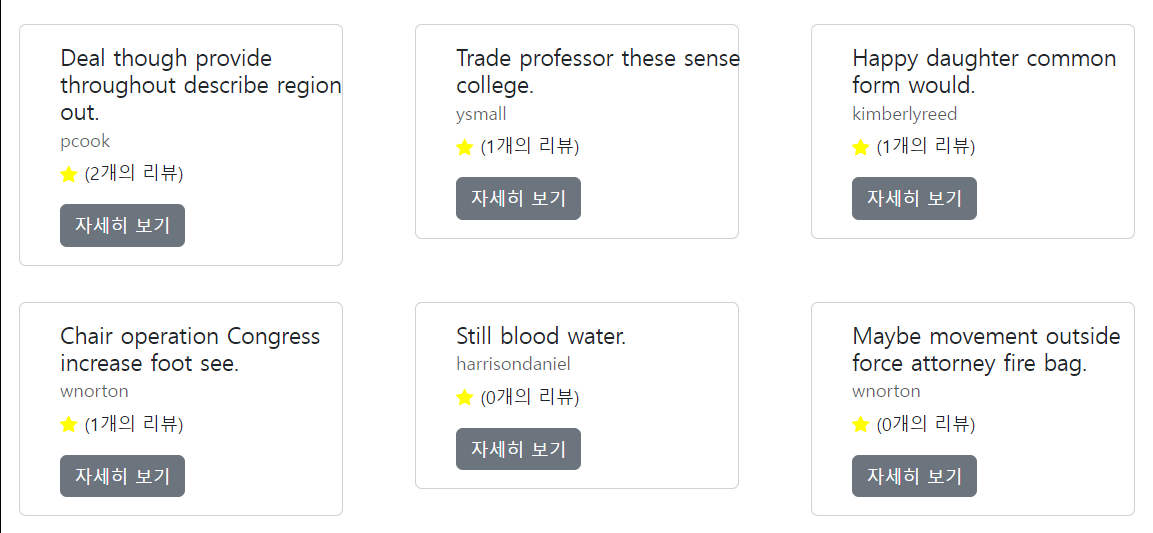 Deal though provide
throughout describe region
out.
pcook
(2개의 리뷰)
자세히 보기
Trade professor these sense
college.
ysmall
(1개의 리뷰)
자세히 보기
Happy daughter common
form would.
kimberlyreed
(1개의 리뷰)
자세히 보기
Chair operation Congress
increase foot see.
wnorton
(1개의 리뷰)
자세히 보기
Still blood water.
harrisondaniel
(0개의 리뷰)
자세히 보기
Maybe movement outside
force attorney fire bag.
wnorton
(0개의 리뷰)
자세히 보기